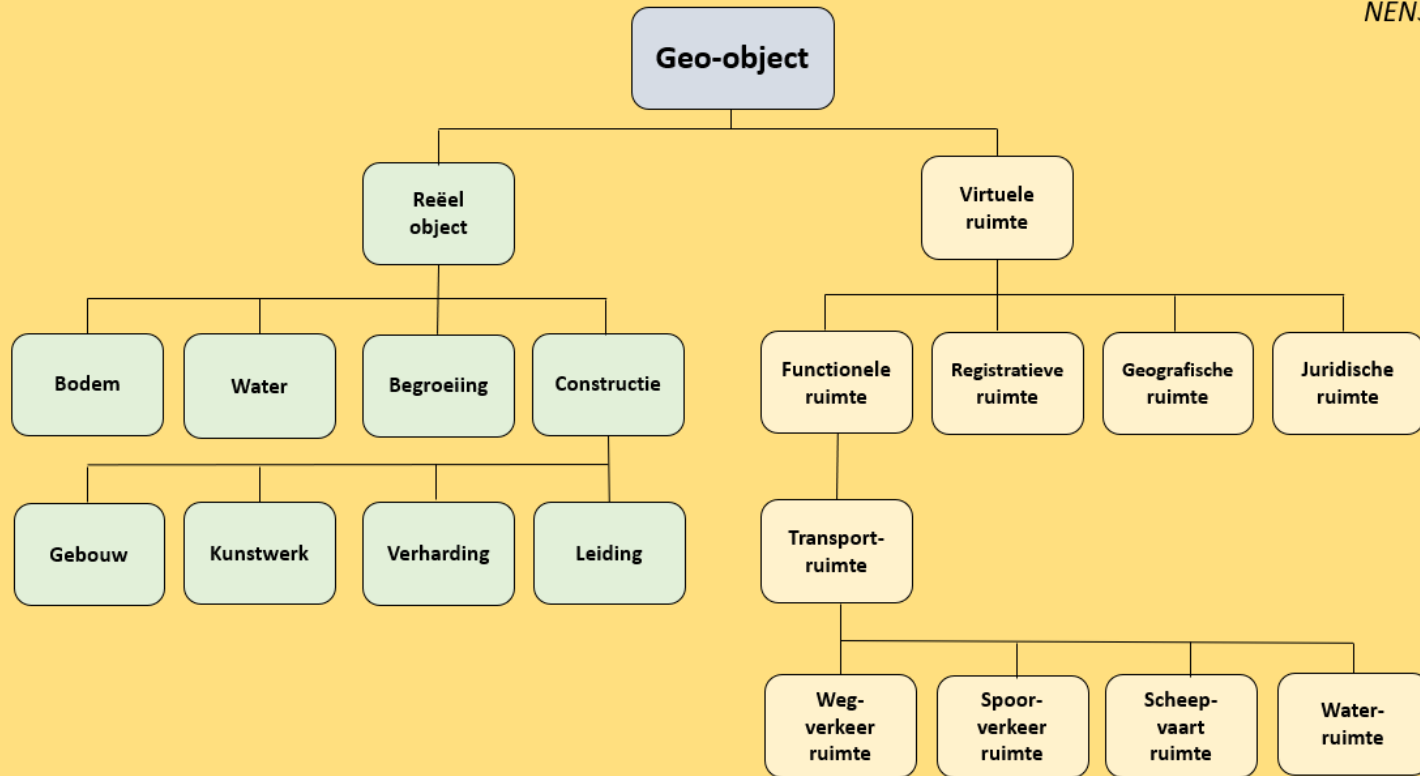 NEN3
Geo-object
Reëel
object
Virtuele
ruimte
Bodem
Water
Begroeiing
Constructie
Functionele
ruimte
Registratieve
ruimte
Geografische
ruimte
Juridische
ruimte
Gebouw
Kunstwerk
Verharding
Leiding
Transport-
ruimte
Weg-
verkeer
ruimte
Spoor-
verkeer
ruimte
Scheep-
vaart
ruimte
Water-
ruimte